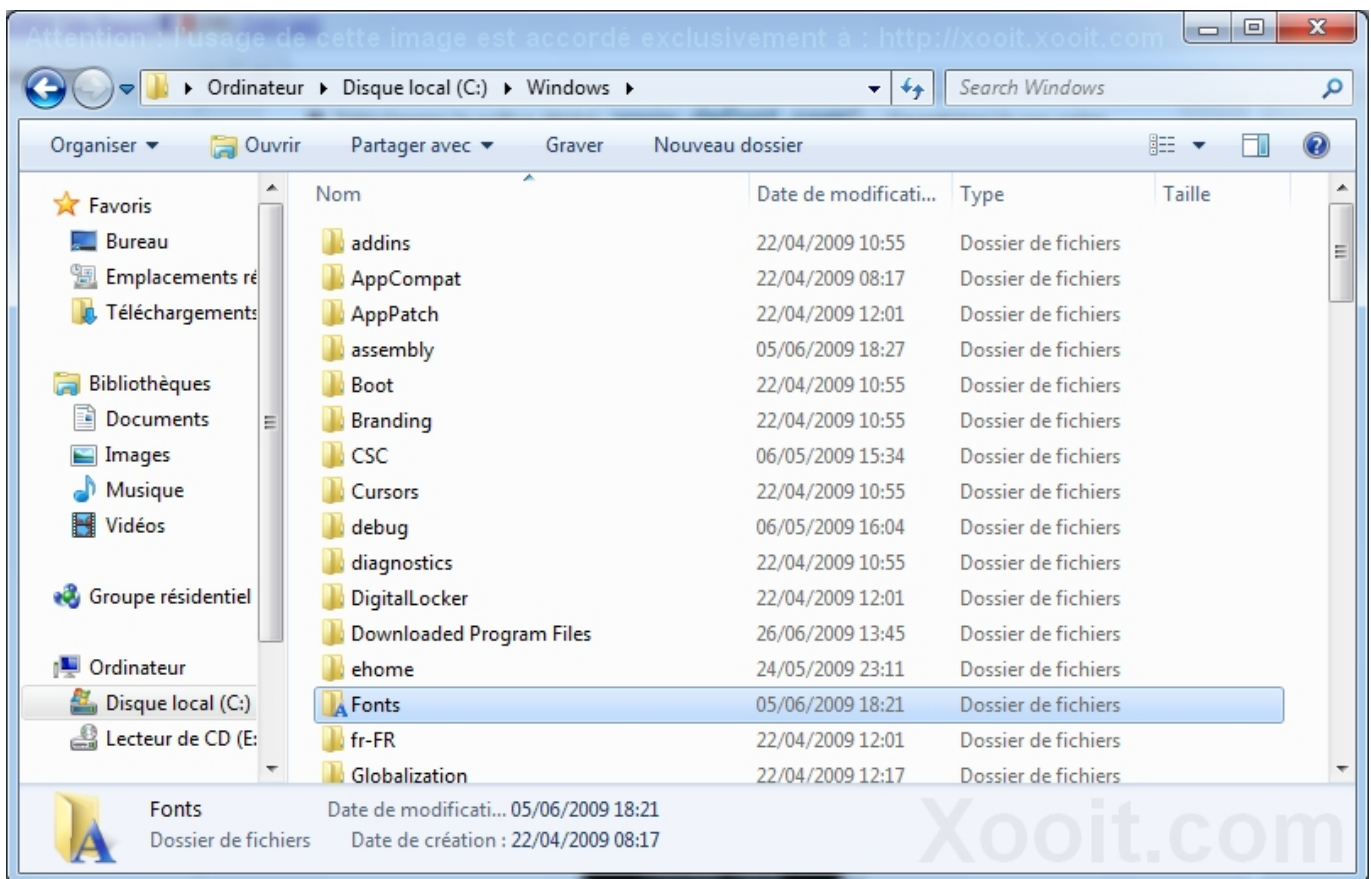 Attention : l'usage de cette image est accordé exclusivement à : http://xooit.xooit.com
Ordinateur Disque local (C:) Windows
Search Windows
Organiser Ouvrir Partager avec Graver Nouveau dossier
Favoris
Bureau
Emplacements ré
Téléchargements
Bibliothèques
Documents
Images
Musique
Vidéos
Groupe résidentiel
Ordinateur
Disque local (C:)
Lecteur de CD (E:
Nom Date de modificati... Type Taille
addins 22/04/2009 10:55 Dossier de fichiers
AppCompat 22/04/2009 08:17 Dossier de fichiers
AppPatch 22/04/2009 12:01 Dossier de fichiers
assembly 05/06/2009 18:27 Dossier de fichiers
Boot 22/04/2009 10:55 Dossier de fichiers
Branding 22/04/2009 10:55 Dossier de fichiers
CSC 06/05/2009 15:34 Dossier de fichiers
Cursors 22/04/2009 10:55 Dossier de fichiers
debug 06/05/2009 16:04 Dossier de fichiers
diagnostics 22/04/2009 10:55 Dossier de fichiers
DigitalLocker 22/04/2009 12:01 Dossier de fichiers
Downloaded Program Files 26/06/2009 13:45 Dossier de fichiers
ehome 24/05/2009 23:11 Dossier de fichiers
Fonts 05/06/2009 18:21 Dossier de fichiers
fr-FR 22/04/2009 12:01 Dossier de fichiers
Globalization 22/04/2009 12:17 Dossier de fichiers
Fonts Date de modificati... 05/06/2009 18:21
Dossier de fichiers Date de création : 22/04/2009 08:17
Xooit.com